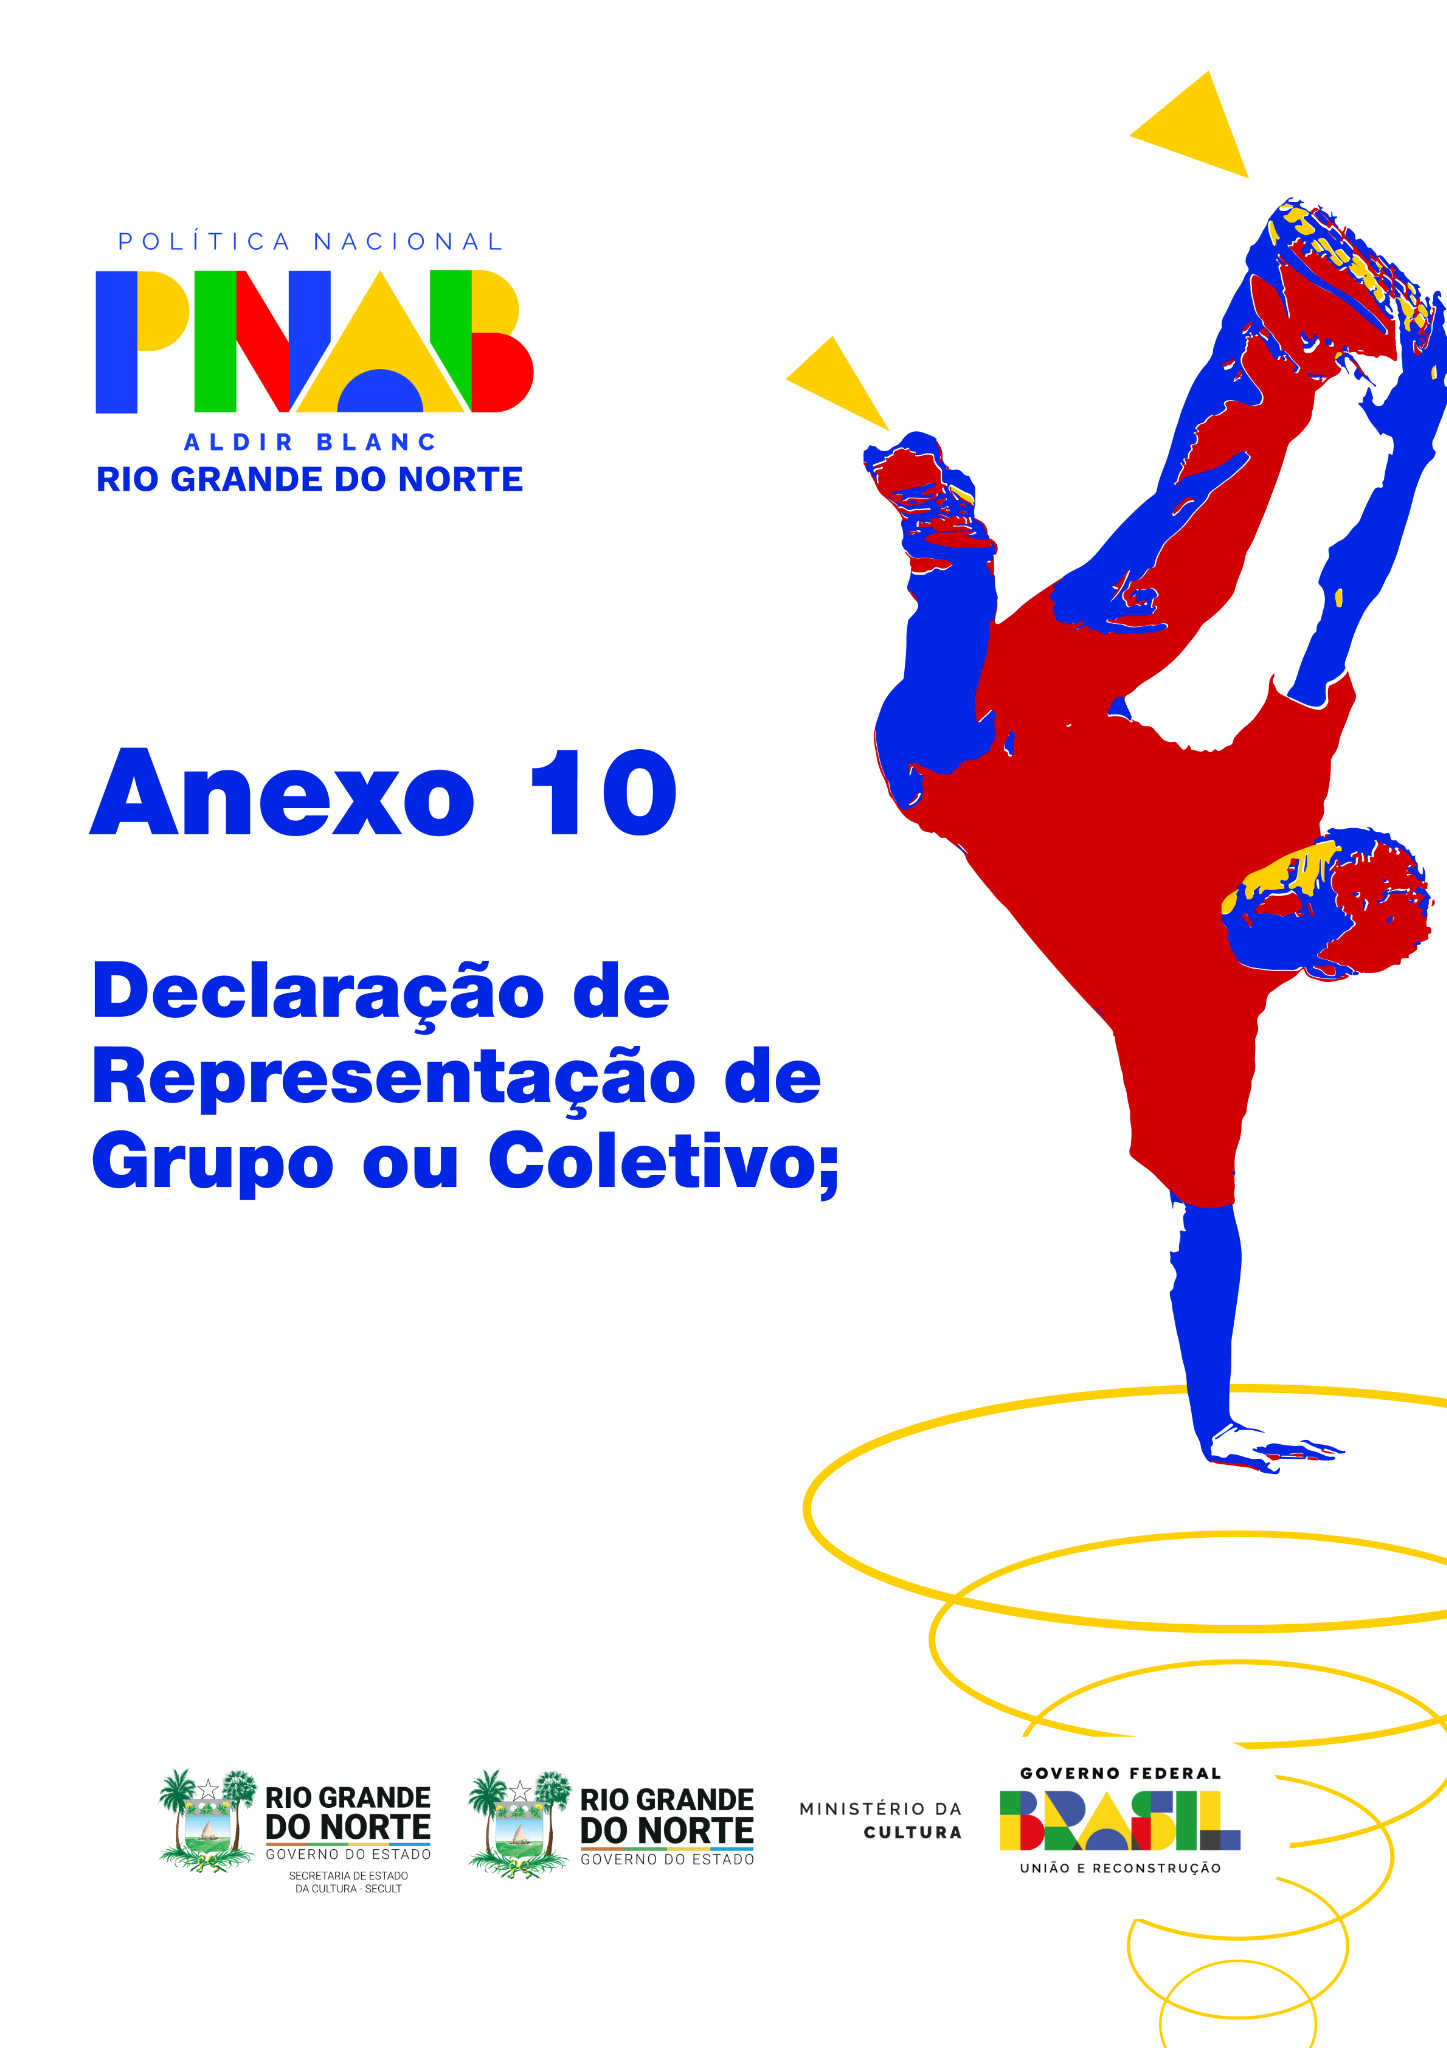 POLÍTICA NACIONAL
PNAB
ALDIR BLANC
RIO GRANDE DO NORTE
Anexo 10
Declaração de
Representação de
Grupo ou Coletivo;
RIO GRANDE
DO NORTE
GOVERNO DO ESTADO
SECRETARIA DE ESTADO
DA CULTURA - SECULT
RIO GRANDE
DO NORTE
GOVERNO DO ESTADO
MINISTÉRIO DA
CULTURA
GOVERNO FEDERAL
BRASIL
UNIÃO E RECONSTRUÇÃO